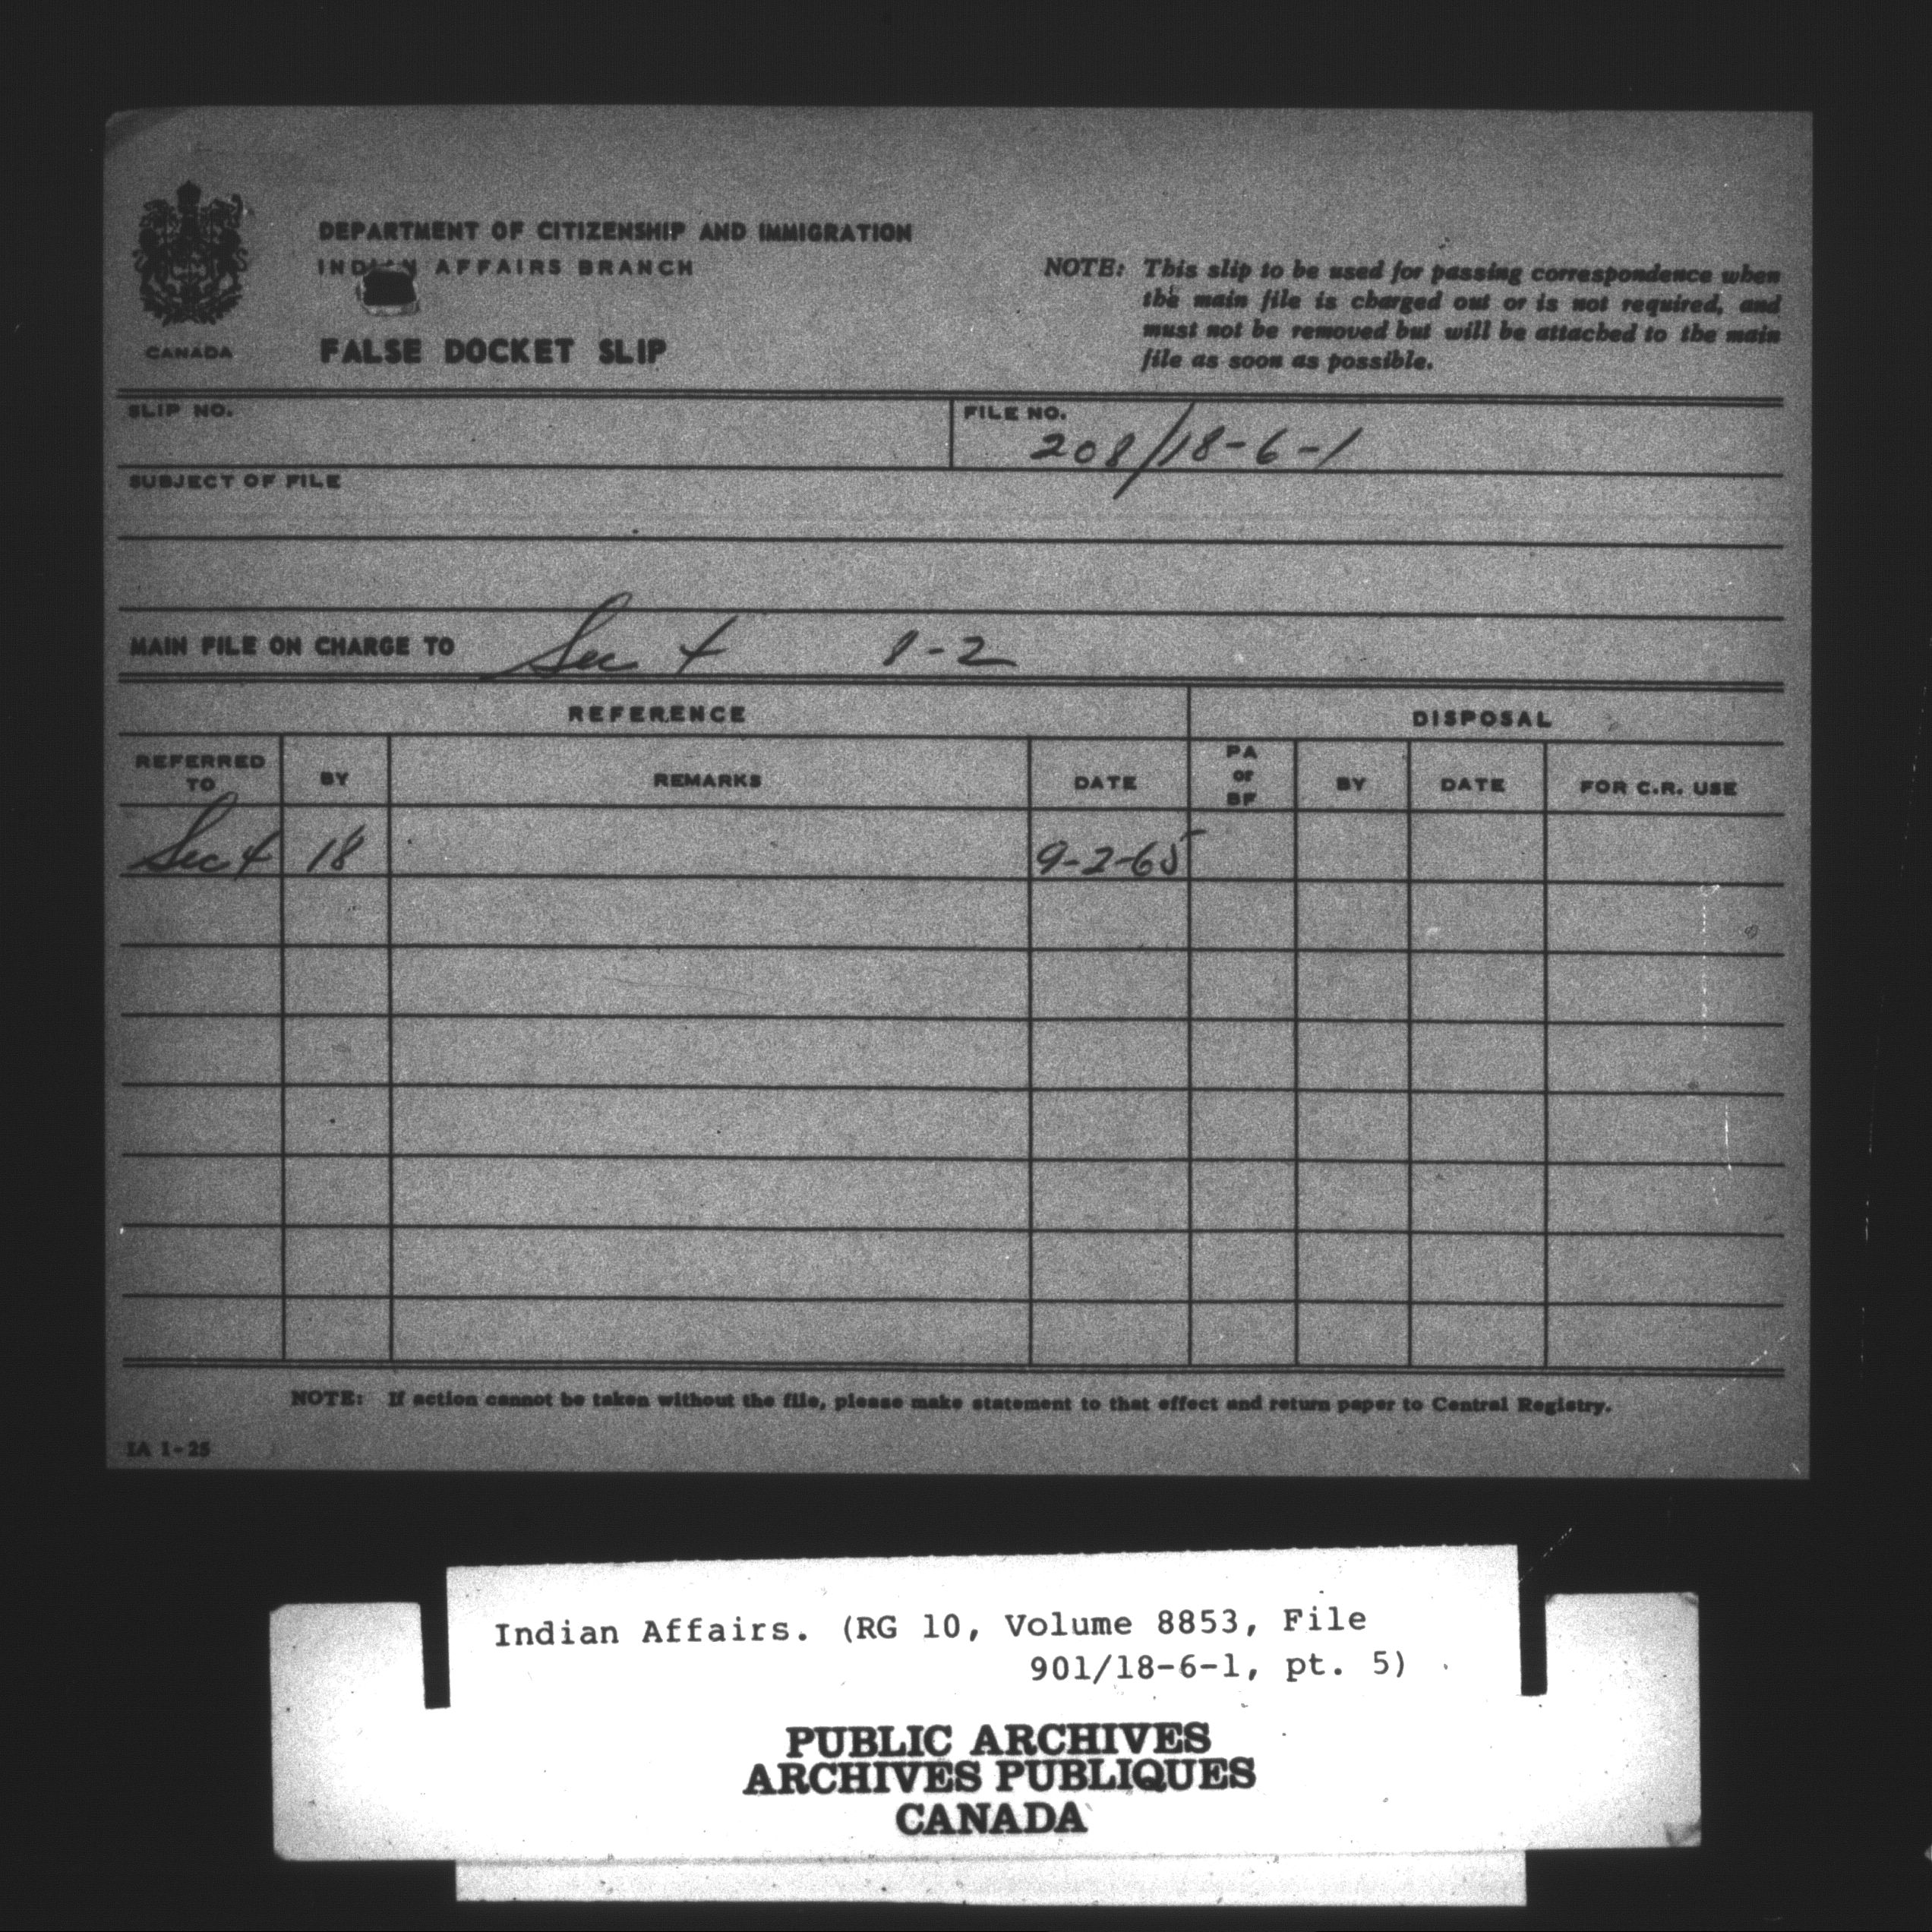 CANADA
DEPARTMENT OF CITIZENSHIP AND IMMIGRATION
INDIAN AFFAIRS BRANCH
FALSE DOCKET SLIP
NOTE: This slip to be used for passing correspondence when
the main file is charged out or is not required, and
must not be removed but will be attached to the main
file as soon as possible.
SLIP NO.
FILE NO.
208/18-6-1
SUBJECT OF FILE
MAIN FILE ON CHARGE TO Sec 4 8-2
REFERENCE DISPOSAL
REFERRED TO BY REMARKS DATE PA or BF BY DATE FOR C.R. USE
Sec 4 18 9-2-65
NOTE: If action cannot be taken without the file, please make statement to that effect and return paper to Central Registry.
IA 1-25
Indian Affairs. (RG 10, Volume 8853, File
901/18-6-1, pt. 5)
PUBLIC ARCHIVES
ARCHIVES PUBLIQUES
CANADA